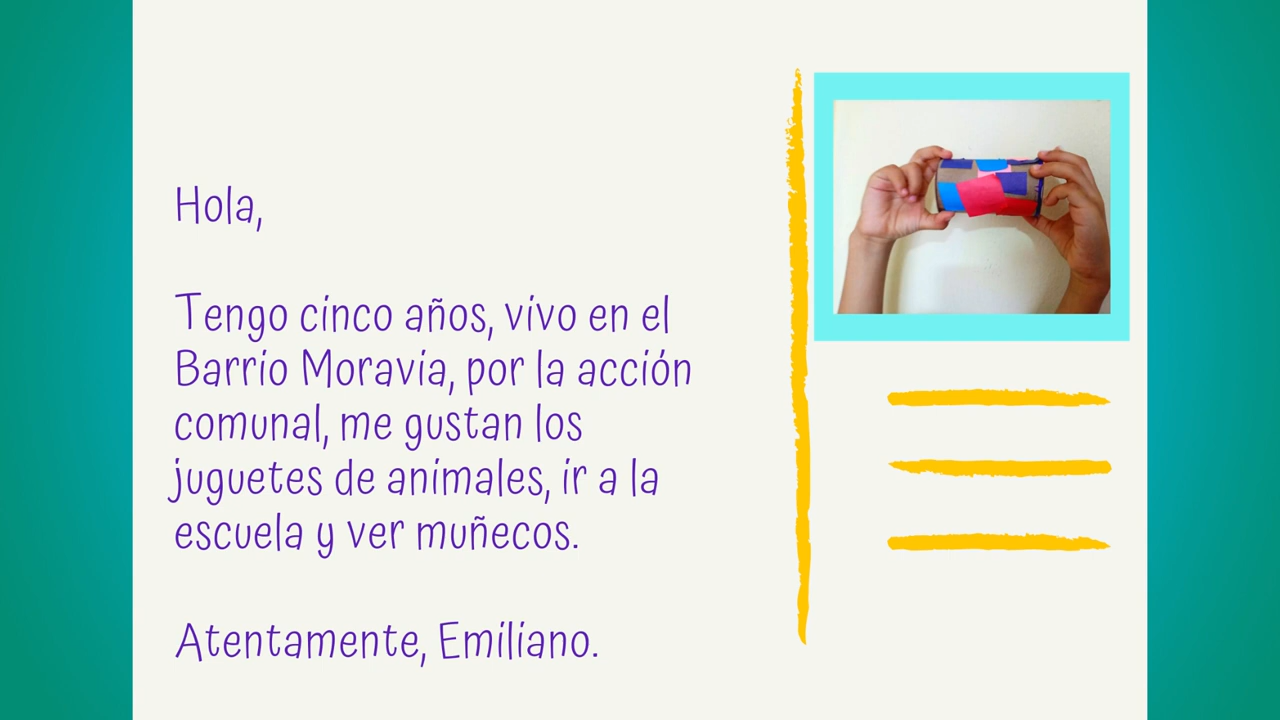 Hola,
Tengo cinco años, vivo en el
Barrio Moravia, por la acción
comunal, me gustan los
juguetes de animales, ir a la
escuela y ver muñecos.
Atentamente, Emiliano.